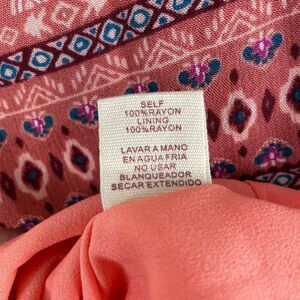 SELF
100%RAYON
LINING
100%RAYON
LAVAR A MANO
EN AGUA FRIA
NO USAR
BLANQUEADOR
SECAR EXTENDIDO